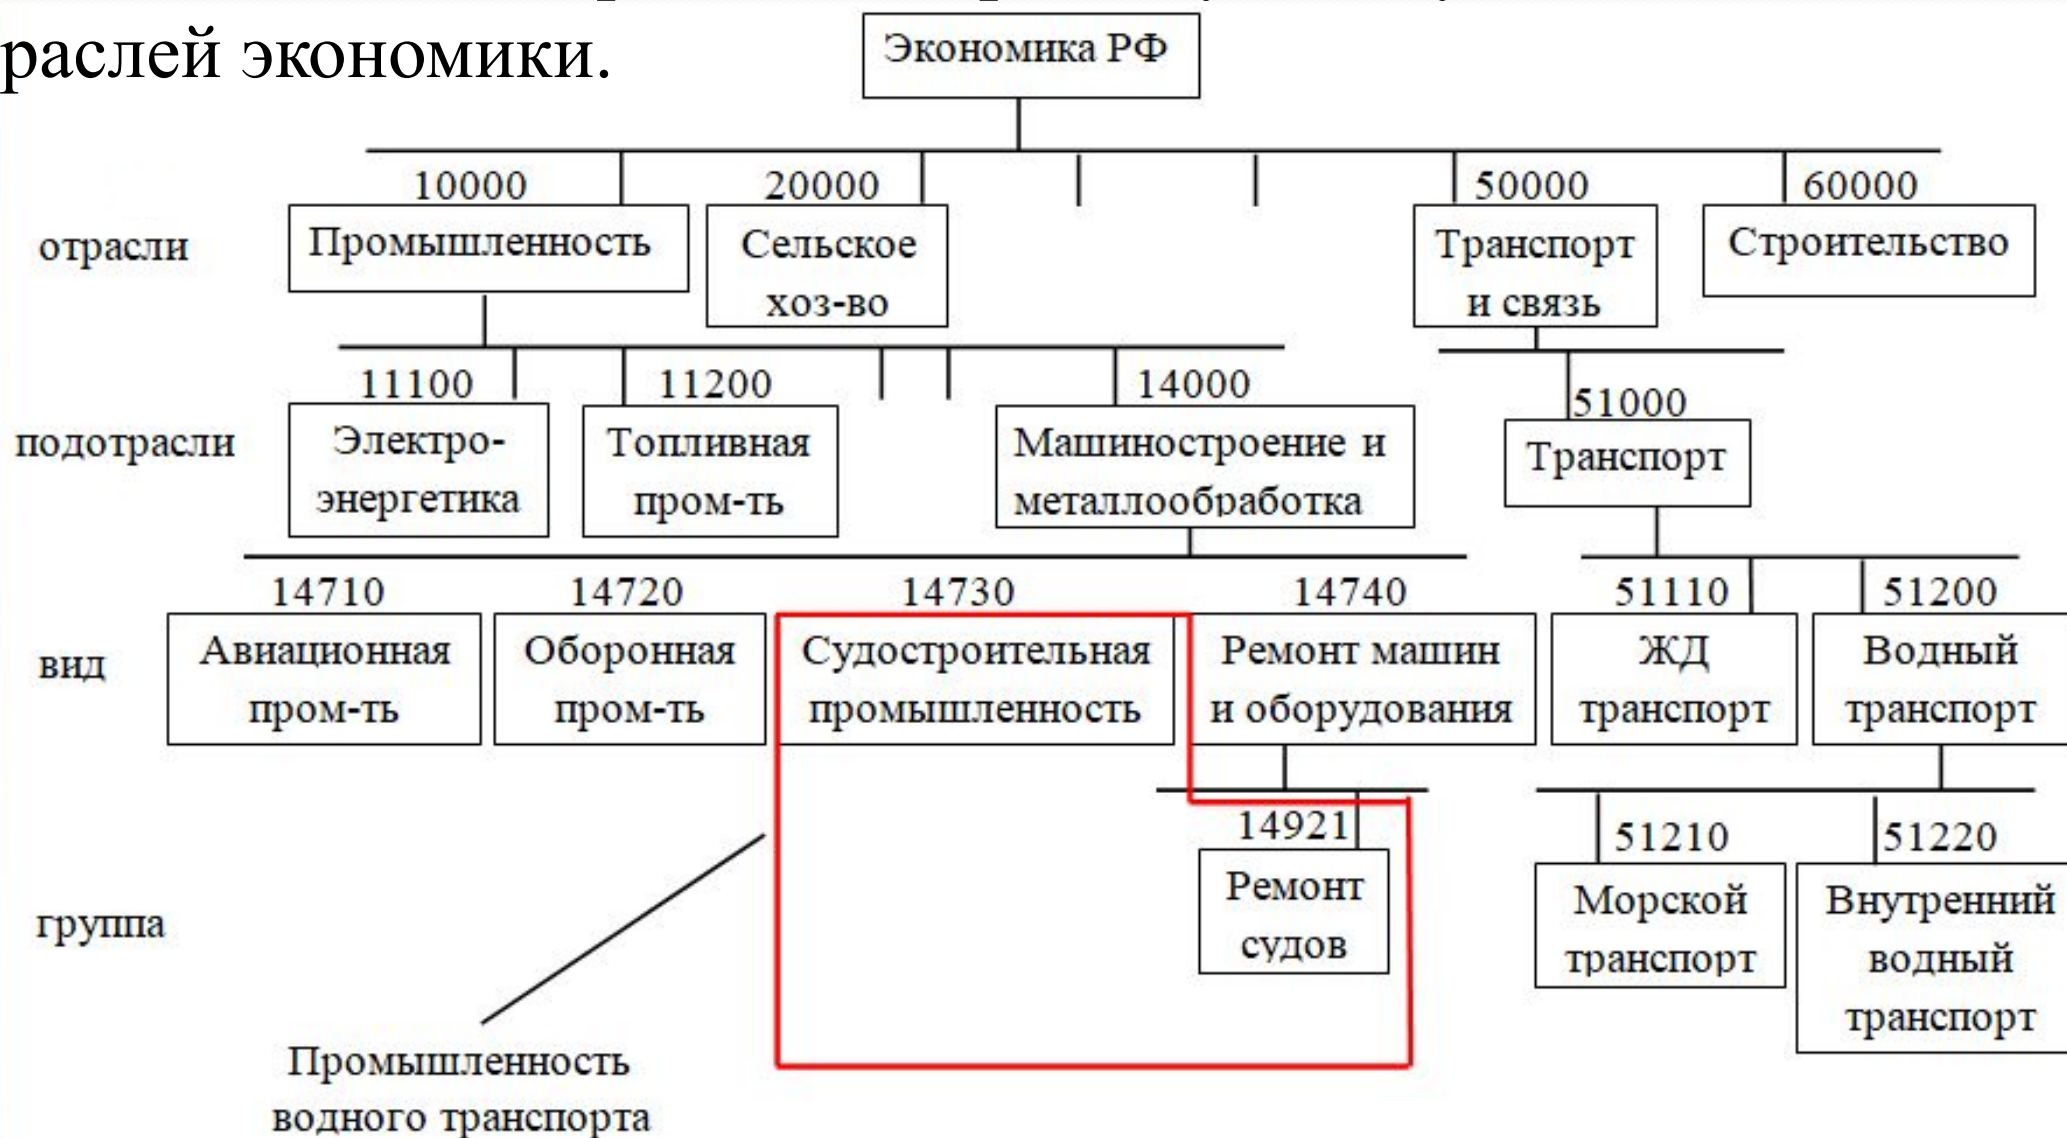 раслей экономики.
Экономика РФ
10000
20000
50000
60000
отрасли
Промышленность
Сельское
хоз-во
Транспорт
и связь
Строительство
11100
11200
14000
51000
подотрасли
Электро-
энергетика
Топливная
пром-ть
Машиностроение и
металлообработка
Транспорт
14710
14720
14730
14740
51110
51200
вид
Авиационная
пром-ть
Оборонная
пром-ть
Судостроительная
промышленность
Ремонт машин
и оборудования
ЖД
транспорт
Водный
транспорт
14921
51210
51220
группа
Ремонт
судов
Морской
транспорт
Внутренний
водный
транспорт
Промышленность
водного транспорта